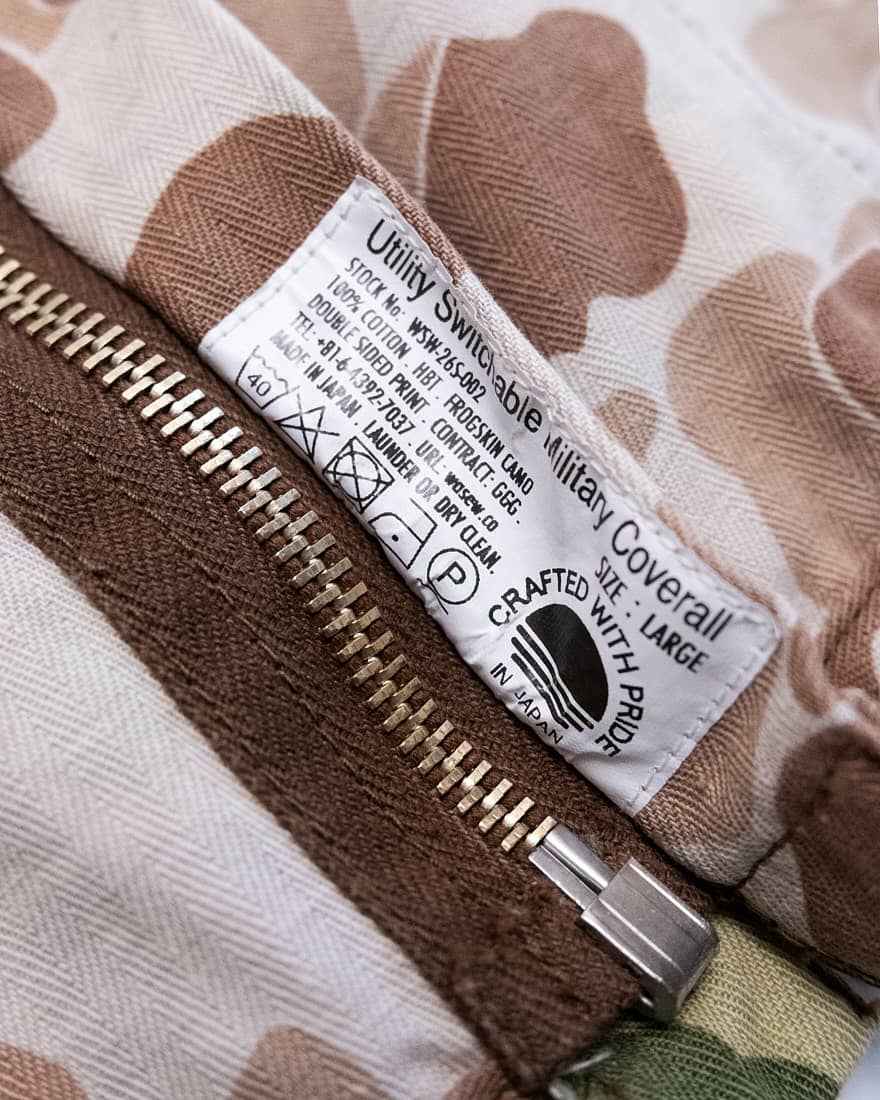 Utility Switchable Military Coverall
STOCK No: WSW-26S-002
SIZE : LARGE
100% COTTON . HBT . FROGSKIN CAMO
DOUBLE SIDED PRINT . CONTRACT: GGG .
TEL: +81-6-4392-7037 . URL: wasew.co
MADE IN JAPAN . LAUNDER OR DRY CLEAN .
40
P
CRAFTED WITH PRIDE
IN JAPAN